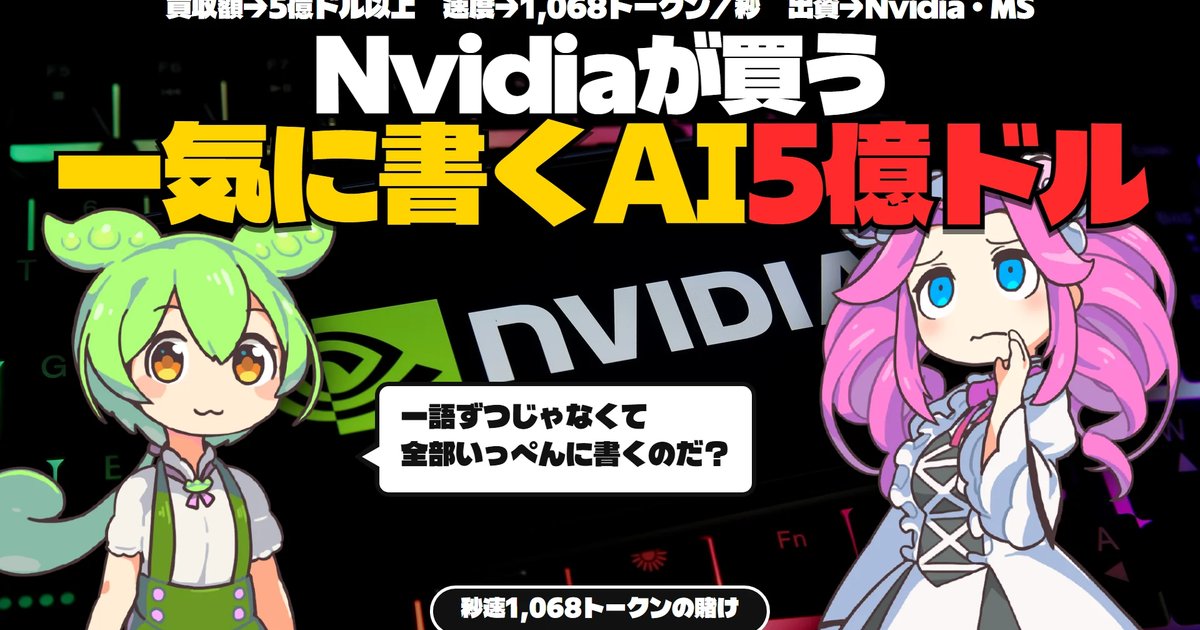 買収額→5億ドル以上　速度→1,068トークン/秒　出資→Nvidia・MS
Nvidiaが買う
一気に書くAI5億ドル
NVIDIA
一語ずつじゃなくて
全部いっぺんに書くのだ?
Fn
秒速1,068トークンの賭け